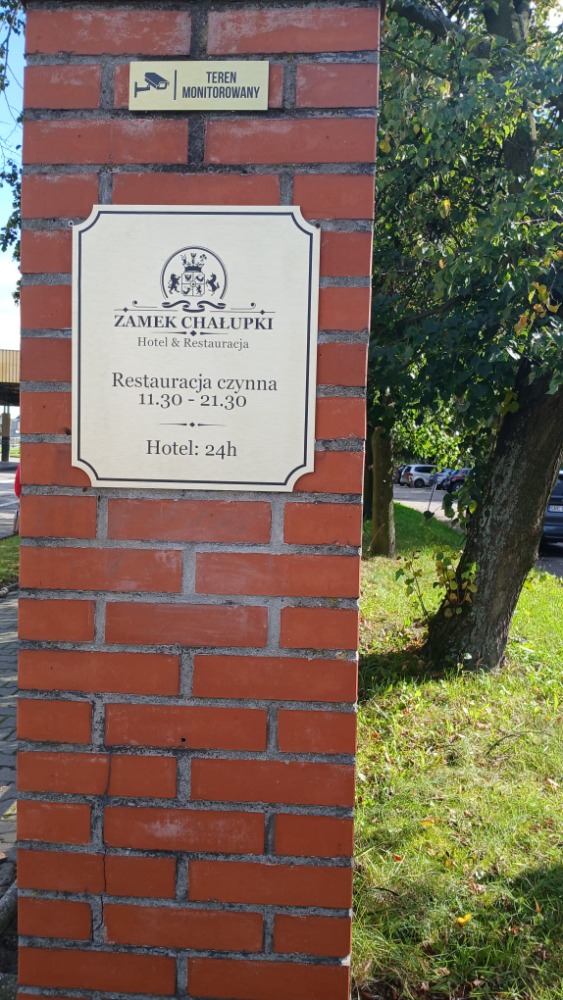 TEREN
MONITOROWANY
ZAMEK CHAŁUPKI
Hotel & Restauracja
Restauracja czynna
11.30 - 21.30
Hotel: 24h